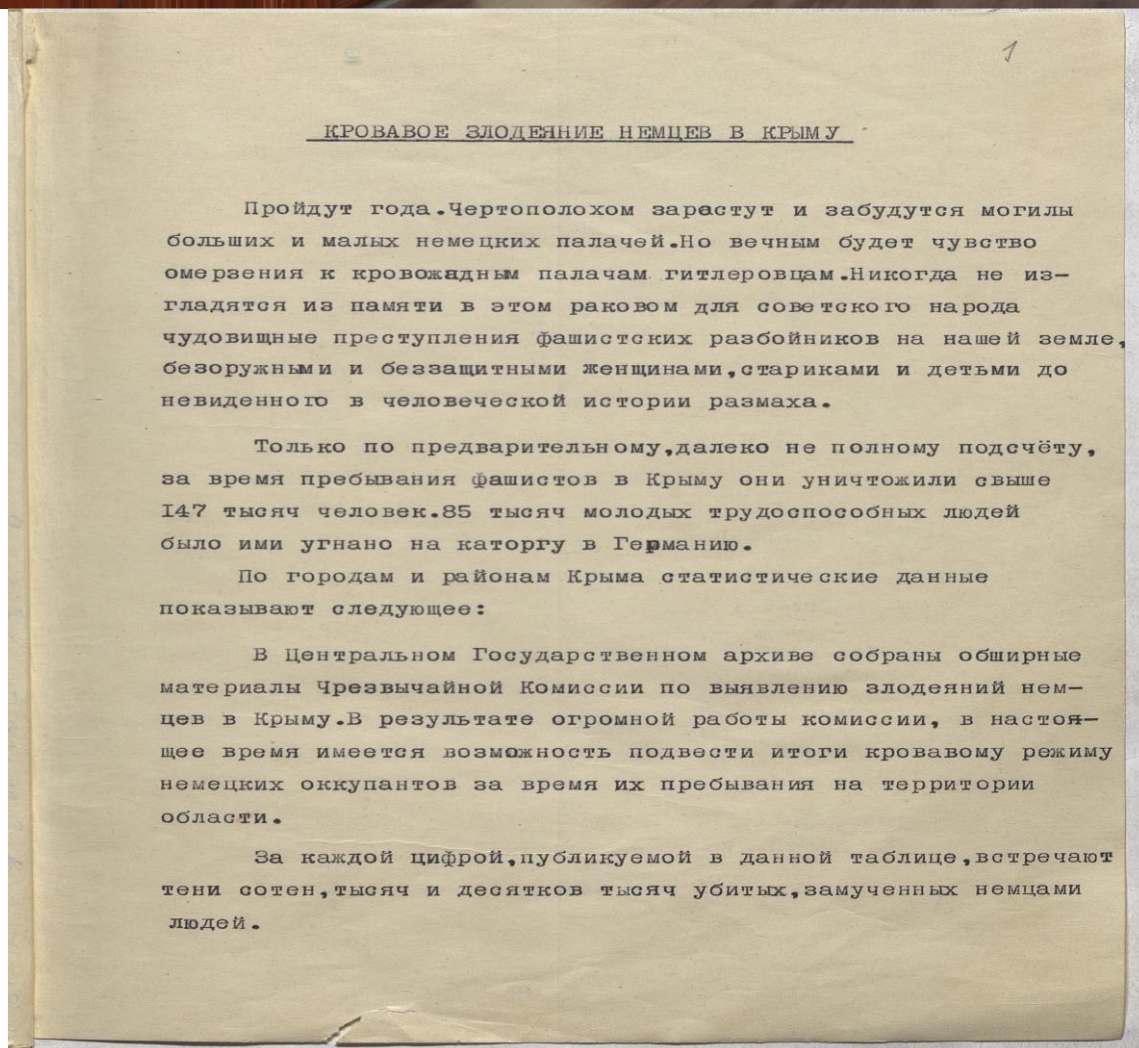 1
КРОВАВОЕ ЗЛОДЕЯНИЕ НЕМЦЕВ В КРЫМУ
Пройдут года.Чертополохом зарастут и забудутся могилы
больших и малых немецких палачей.Но вечным будет чувство
омерзения к кровожадным палачам гитлеровцам.Никогда не из-
гладятся из памяти в этом раковом для советского народа
чудовищные преступления фашистских разбойников на нашей земле,
безоружными и беззащитными женщинами,стариками и детьми до
невиденного в человеческой истории размаха.
Только по предварительному,далеко не полному подсчёту,
за время пребывания фашистов в Крыму они уничтожили свыше
I47 тысяч человек.85 тысяч молодых трудоспособных людей
было ими угнано на каторгу в Германию.
По городам и районам Крыма статистические данные
показывают следующее:
В Центральном Государственном архиве собраны обширные
материалы Чрезвычайной Комиссии по выявлению злодеяний нем-
цев в Крыму.В результате огромной работы комиссии, в настоя-
щее время имеется возможность подвести итоги кровавому режиму
немецких оккупантов за время их пребывания на территории
области.
За каждой цифрой,публикуемой в данной таблице,встречают
тени сотен,тысяч и десятков тысяч убитых,замученных немцами
людей.